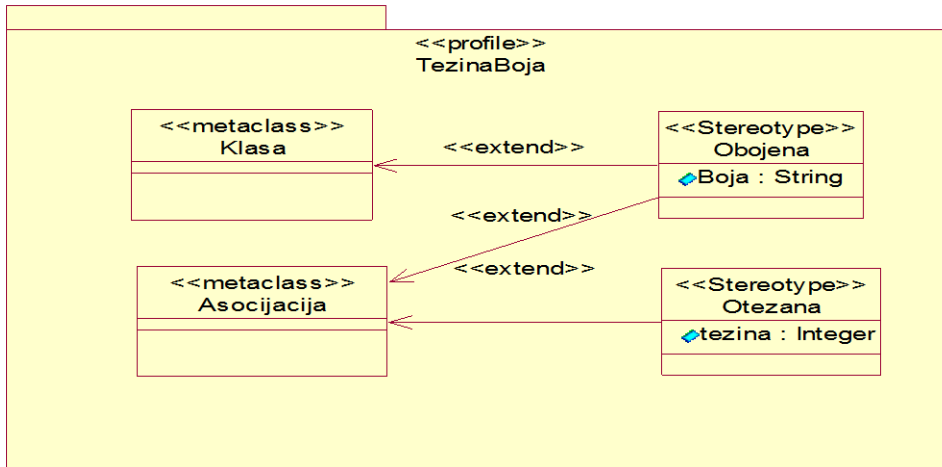 <<profile>>
TezinaBoja
<<metaclass>>
Klasa
<<extend>>
<<Stereotype>>
Obojena
Boja : String
<<extend>>
<<metaclass>>
Asocijacija
<<extend>>
<<Stereotype>>
Otezana
tezina : Integer